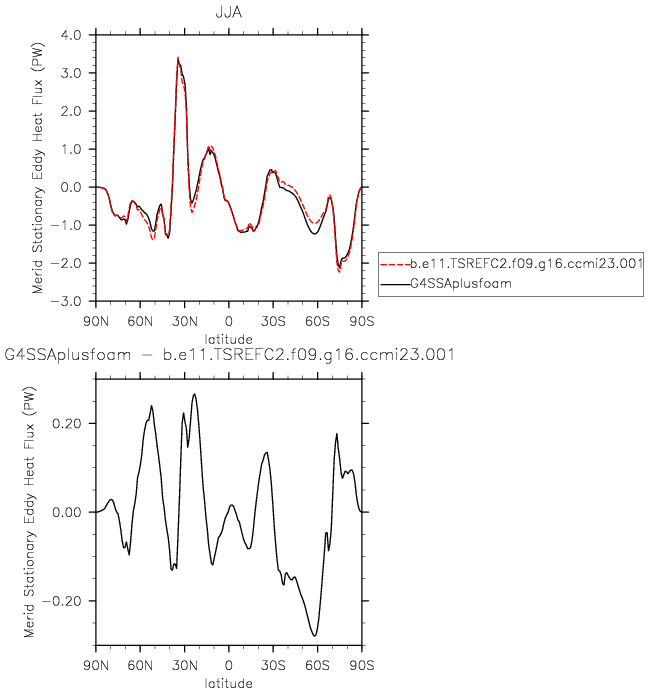 JJA
Merid Stationary Eddy Heat Flux (PW)
4.0
3.0
2.0
1.0
0.0
−1.0
−2.0
−3.0
90N 60N 30N 0 30S 60S 90S
latitude
b.e11.TSREFC2.f09.g16.ccmi23.001
G4SSAplusfoam
G4SSAplusfoam − b.e11.TSREFC2.f09.g16.ccmi23.001
Merid Stationary Eddy Heat Flux (PW)
0.20
0.00
−0.20
90N 60N 30N 0 30S 60S 90S
latitude